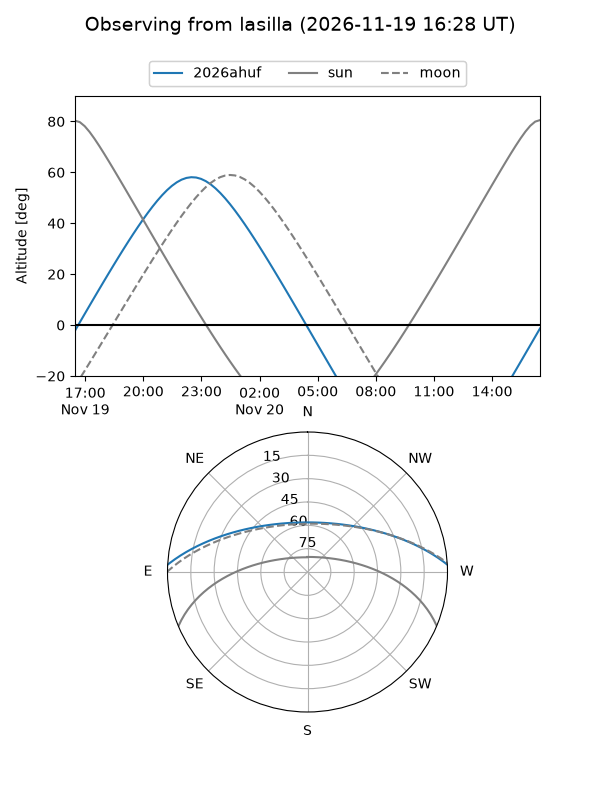 Observing from lasilla (2026-11-19 16:28 UT)
2026ahuf sun moon
Altitude [deg]
80
60
40
20
0
−20
17:00 20:00 23:00 02:00 05:00 08:00 11:00 14:00
Nov 19 Nov 20
N
NE NW
15
30
45
60
75
E W
SE SW
S